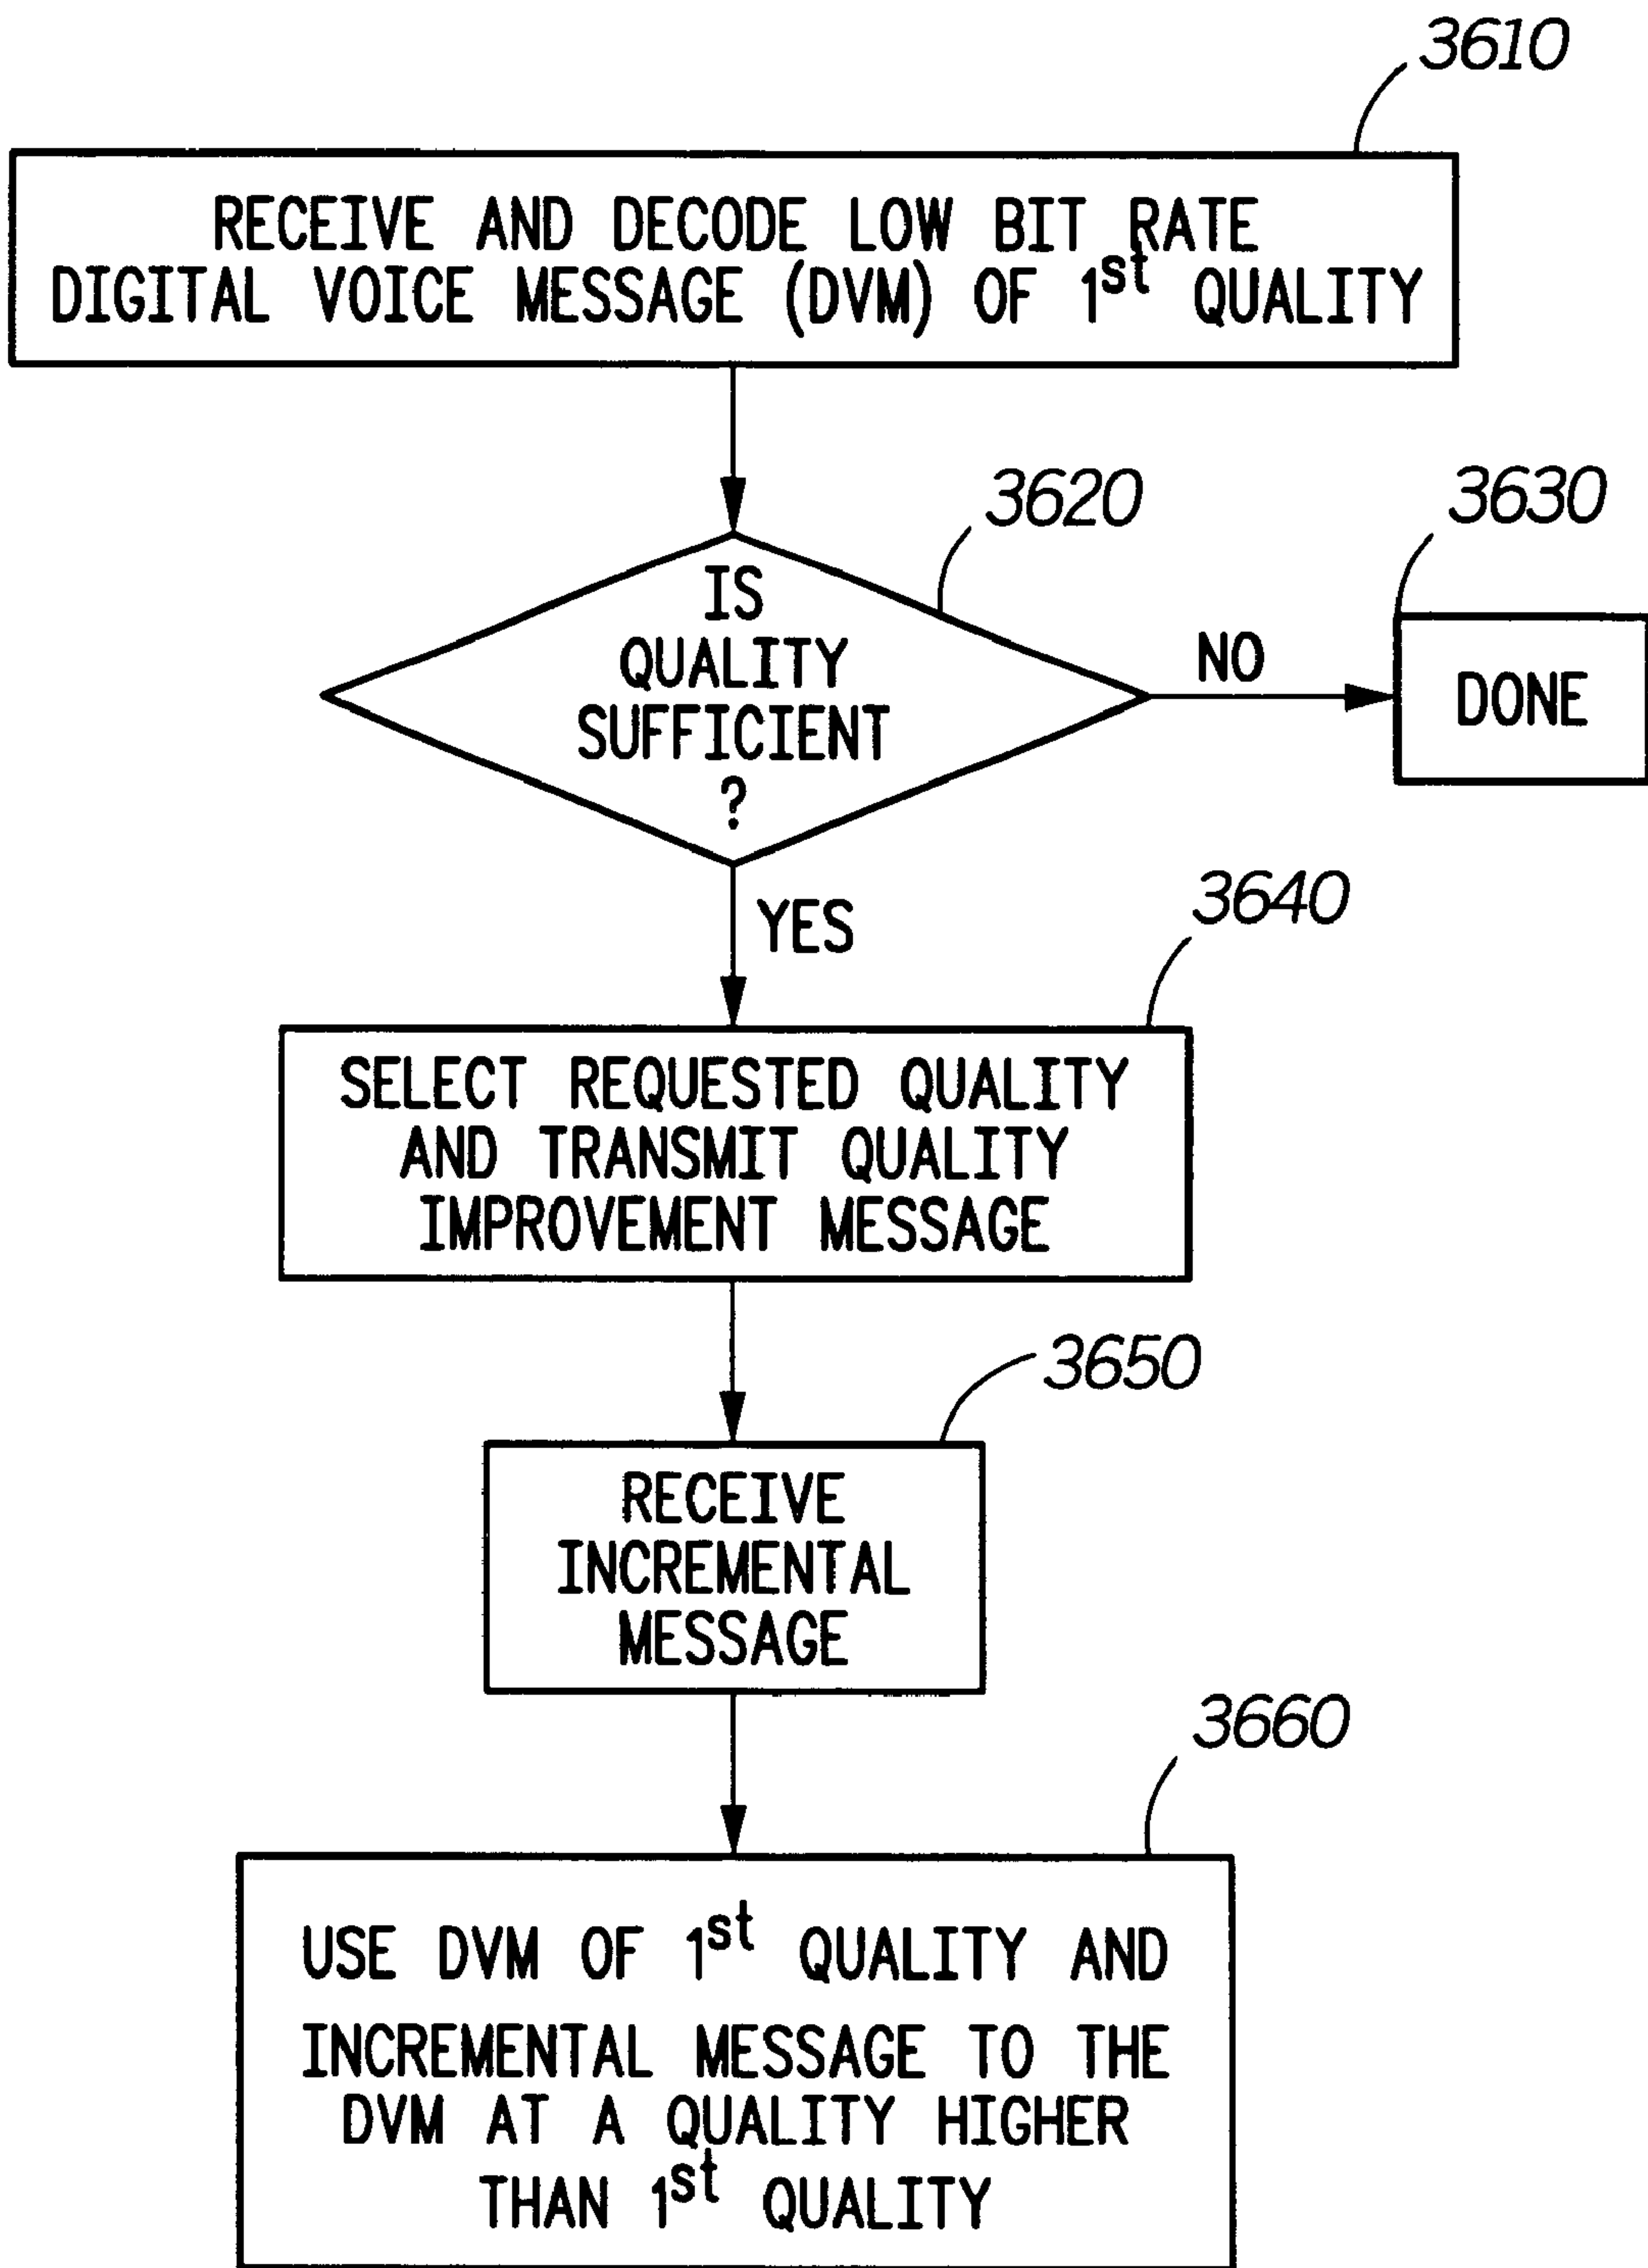 3610
RECEIVE AND DECODE LOW BIT RATE
DIGITAL VOICE MESSAGE (DVM) OF 1st QUALITY
3620
3630
IS
QUALITY
SUFFICIENT
?
NO
DONE
YES
3640
SELECT REQUESTED QUALITY
AND TRANSMIT QUALITY
IMPROVEMENT MESSAGE
3650
RECEIVE
INCREMENTAL
MESSAGE
3660
USE DVM OF 1st QUALITY AND
INCREMENTAL MESSAGE TO THE
DVM AT A QUALITY HIGHER
THAN 1st QUALITY